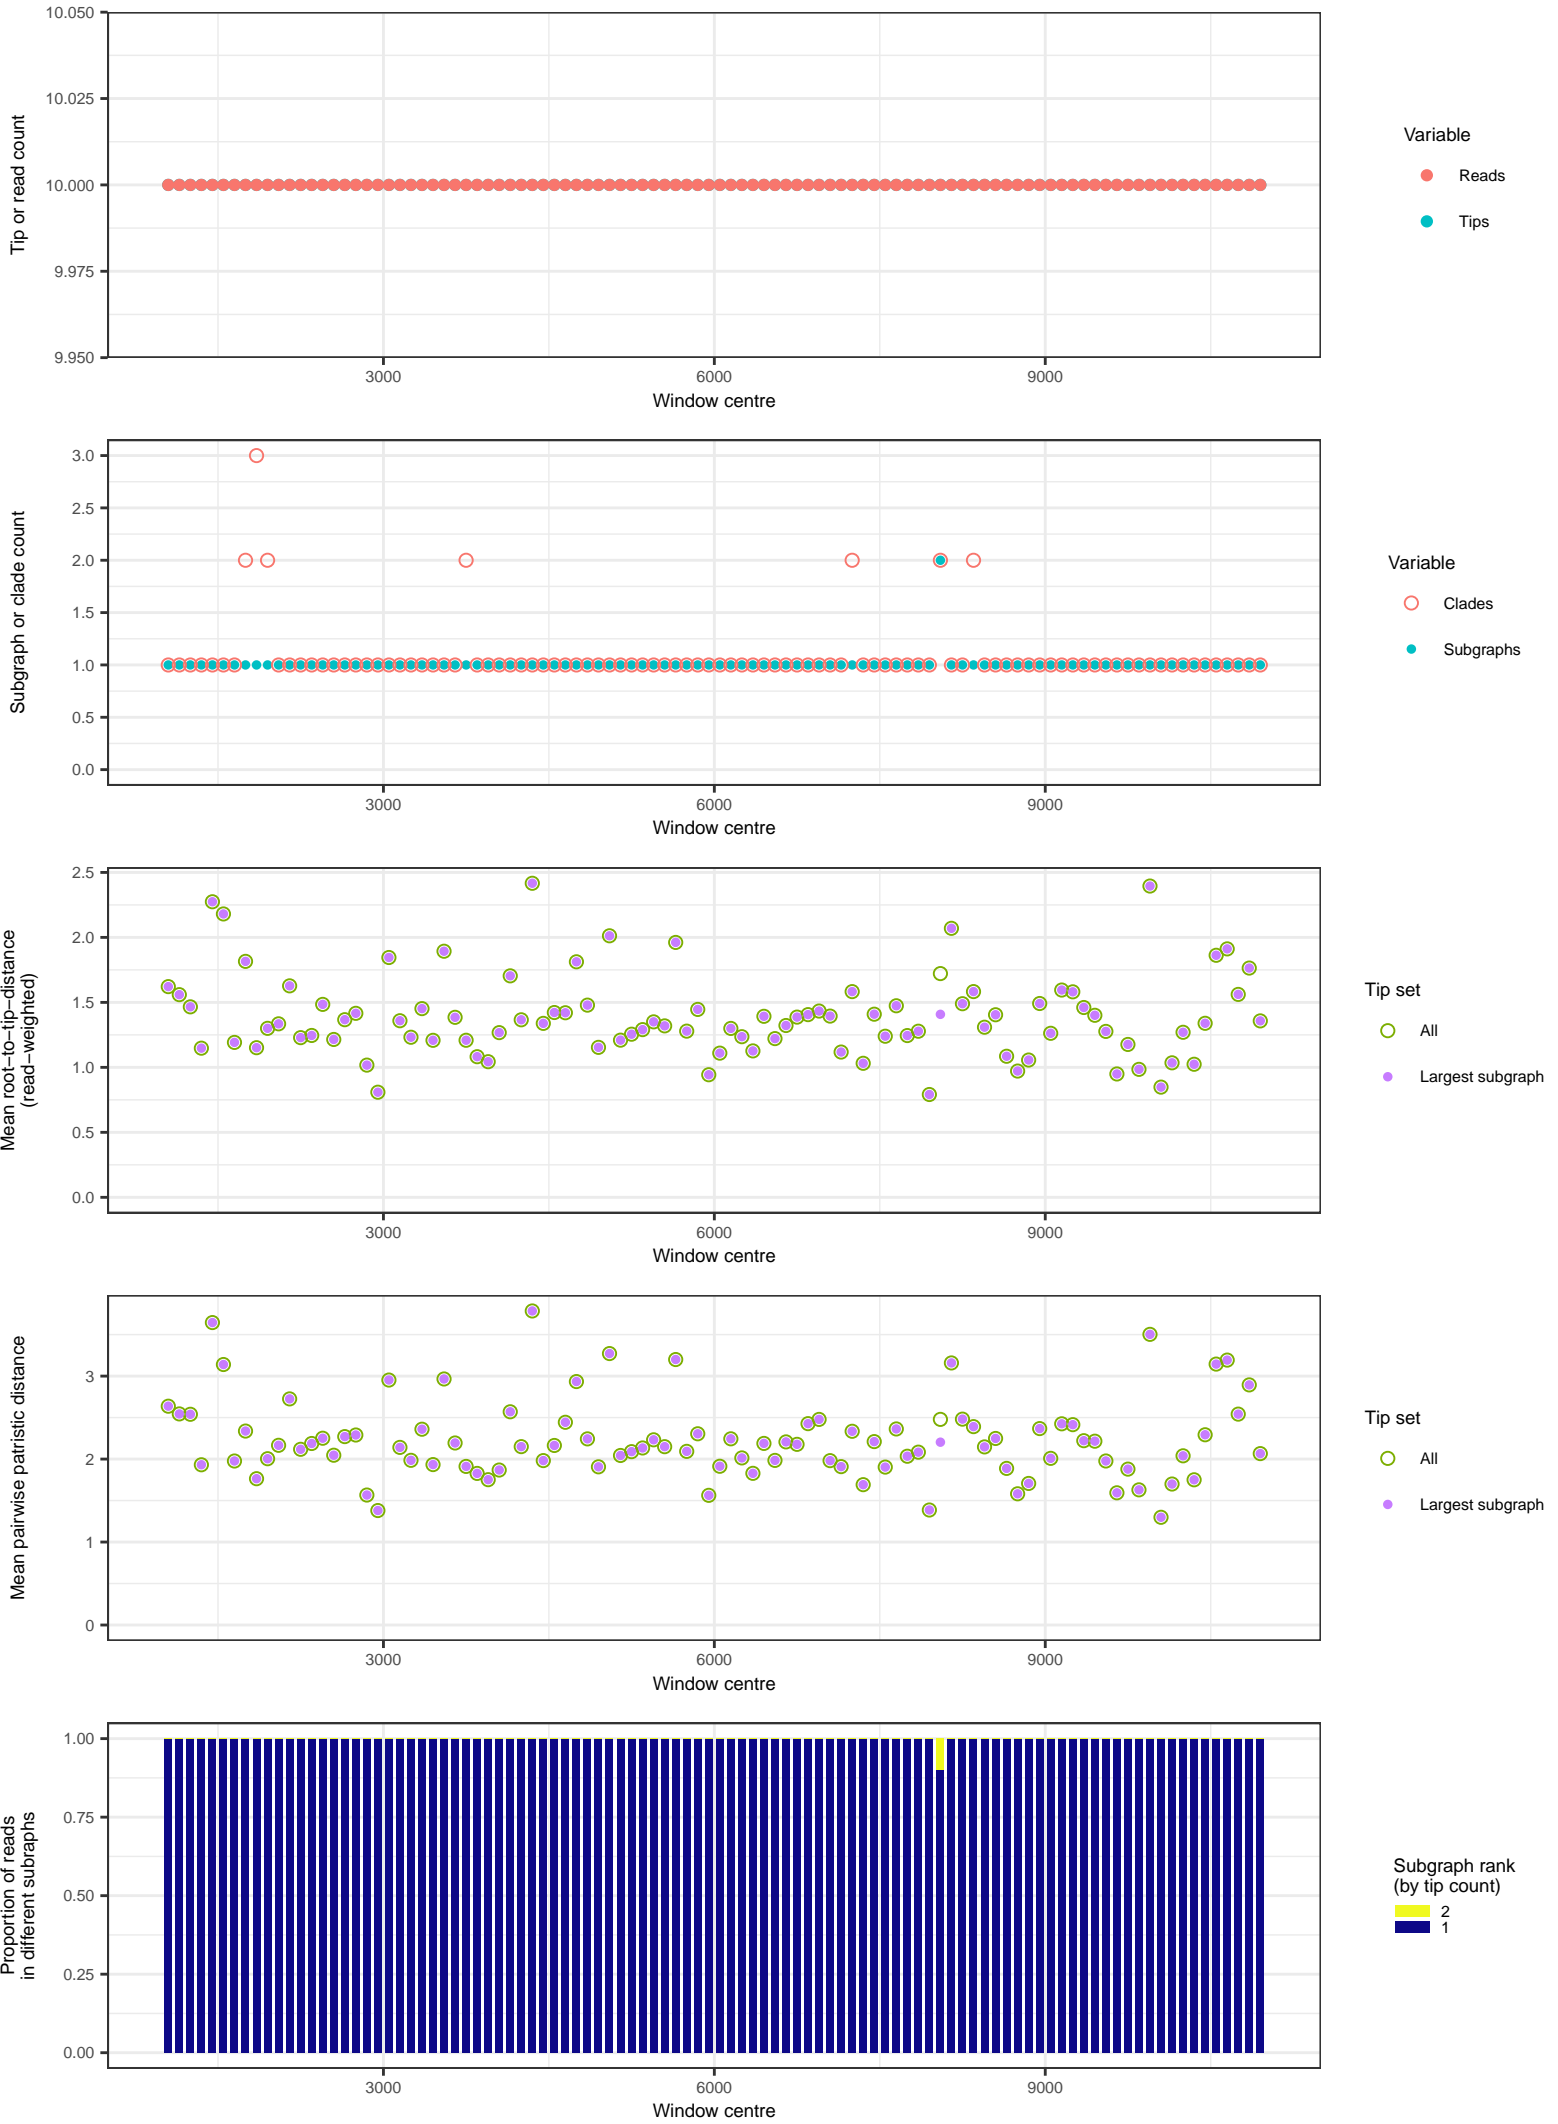 10.050
10.025
10.000
9.975
9.950
Tip or read count
3000 6000 9000
Window centre
Variable
Reads
Tips
3.0
2.5
2.0
1.5
1.0
0.5
0.0
Subgraph or clade count
3000 6000 9000
Window centre
Variable
Clades
Subgraphs
2.5
2.0
1.5
1.0
0.5
0.0
Mean root−to−tip−distance
(read−weighted)
3000 6000 9000
Window centre
Tip set
All
Largest subgraph
3
2
1
0
Mean pairwise patristic distance
3000 6000 9000
Window centre
Tip set
All
Largest subgraph
1.00
0.75
0.50
0.25
0.00
Proportion of reads
in different subraphs
3000 6000 9000
Window centre
Subgraph rank
(by tip count)
2
1